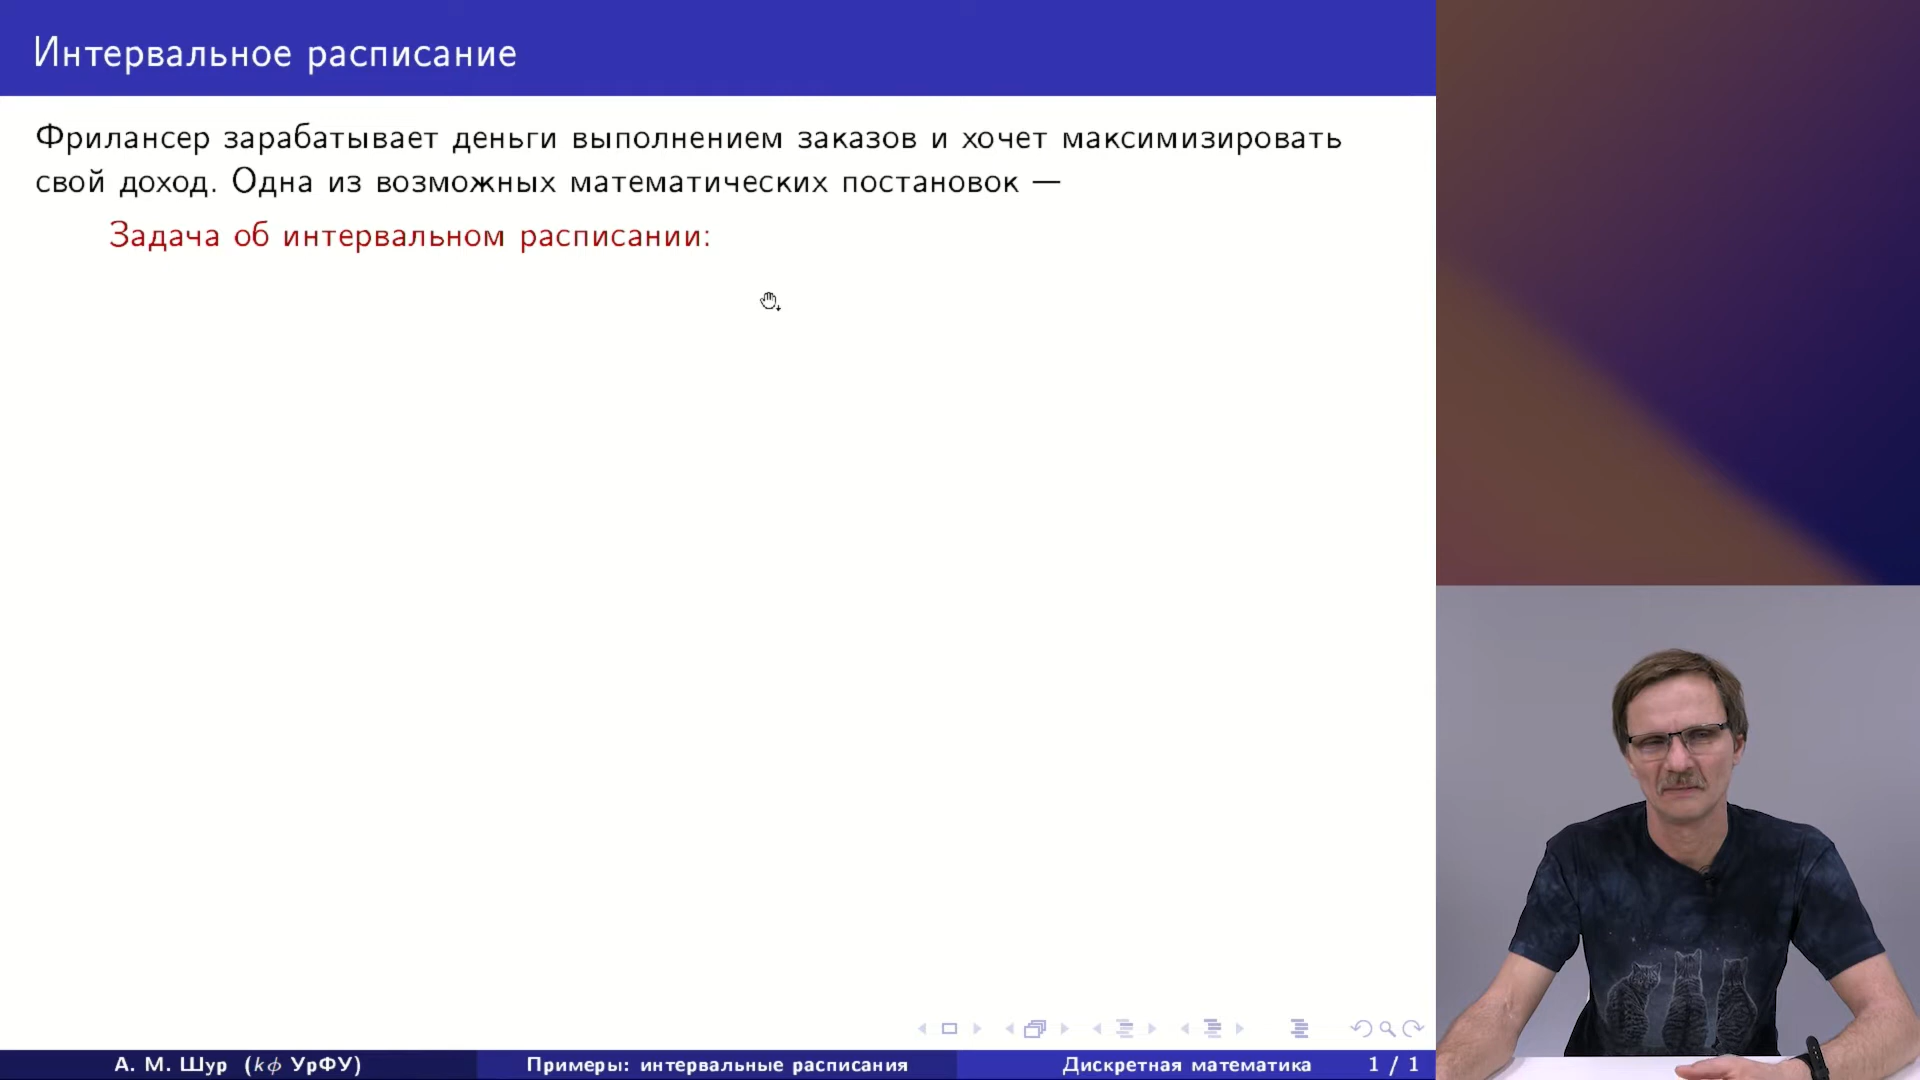 Интервальное расписание
Фрилансер зарабатывает деньги выполнением заказов и хочет максимизировать
свой доход. Одна из возможных математических постановок —
Задача об интервальном расписании:
А. М. Шур (kф УрФУ)
Примеры: интервальные расписания
Дискретная математика
1 / 1